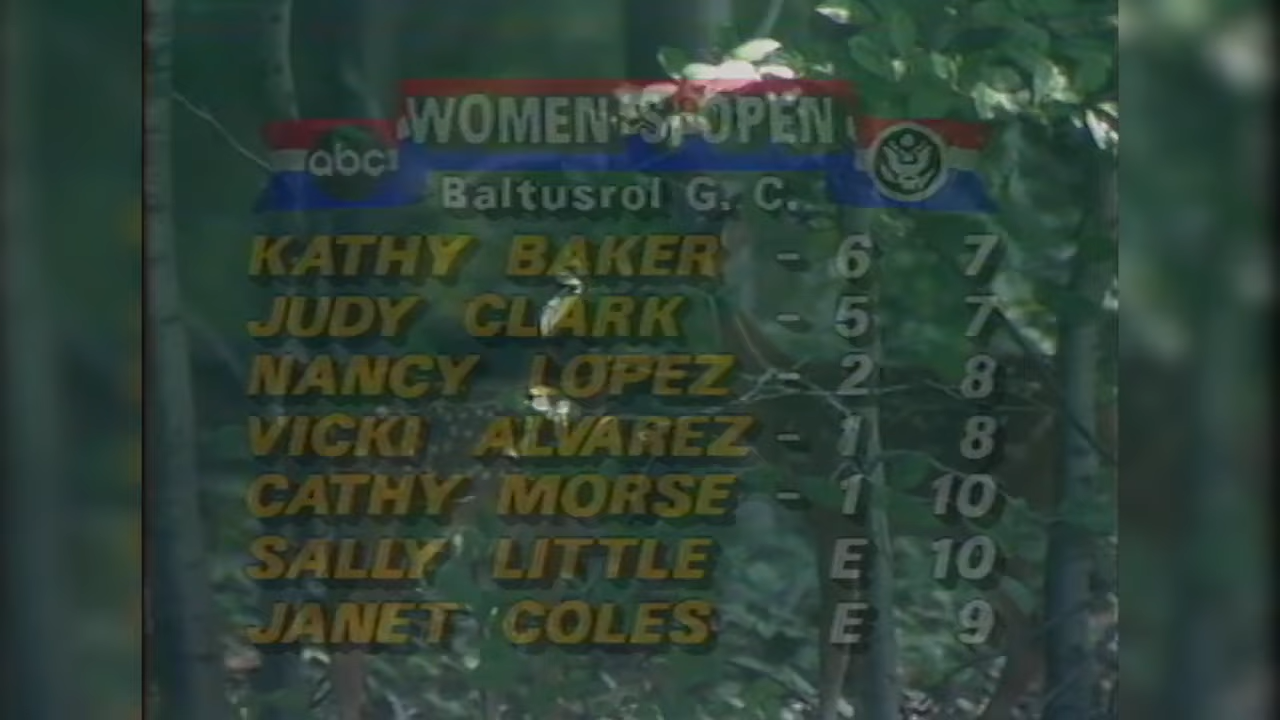 WOMEN'S OPEN
abc
Baltusrol G. C.
KATHY BAKER - 6 7
JUDY CLARK - 5 7
NANCY LOPEZ - 2 8
VICKI ALVAREZ - 1 8
CATHY MORSE - 1 10
SALLY LITTLE E 10
JANET COLES E 9